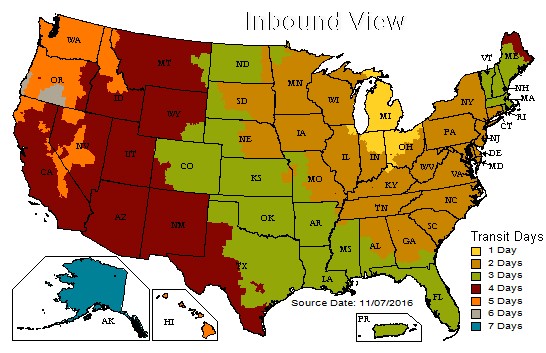 Inbound View
WA
OR
CA
NV
ID
MT
WY
UT
AZ
CO
NM
ND
SD
NE
KS
OK
TX
MN
IA
MO
AR
LA
WI
IL
MI
IN
OH
KY
TN
MS
AL
GA
FL
SC
NC
VA
WV
PA
NY
VT
ME
NH
MA
RI
CT
NJ
DE
MD
AK
HI
PR
Source Date: 11/07/2016
Transit Days
1 Day
2 Days
3 Days
4 Days
5 Days
6 Days
7 Days